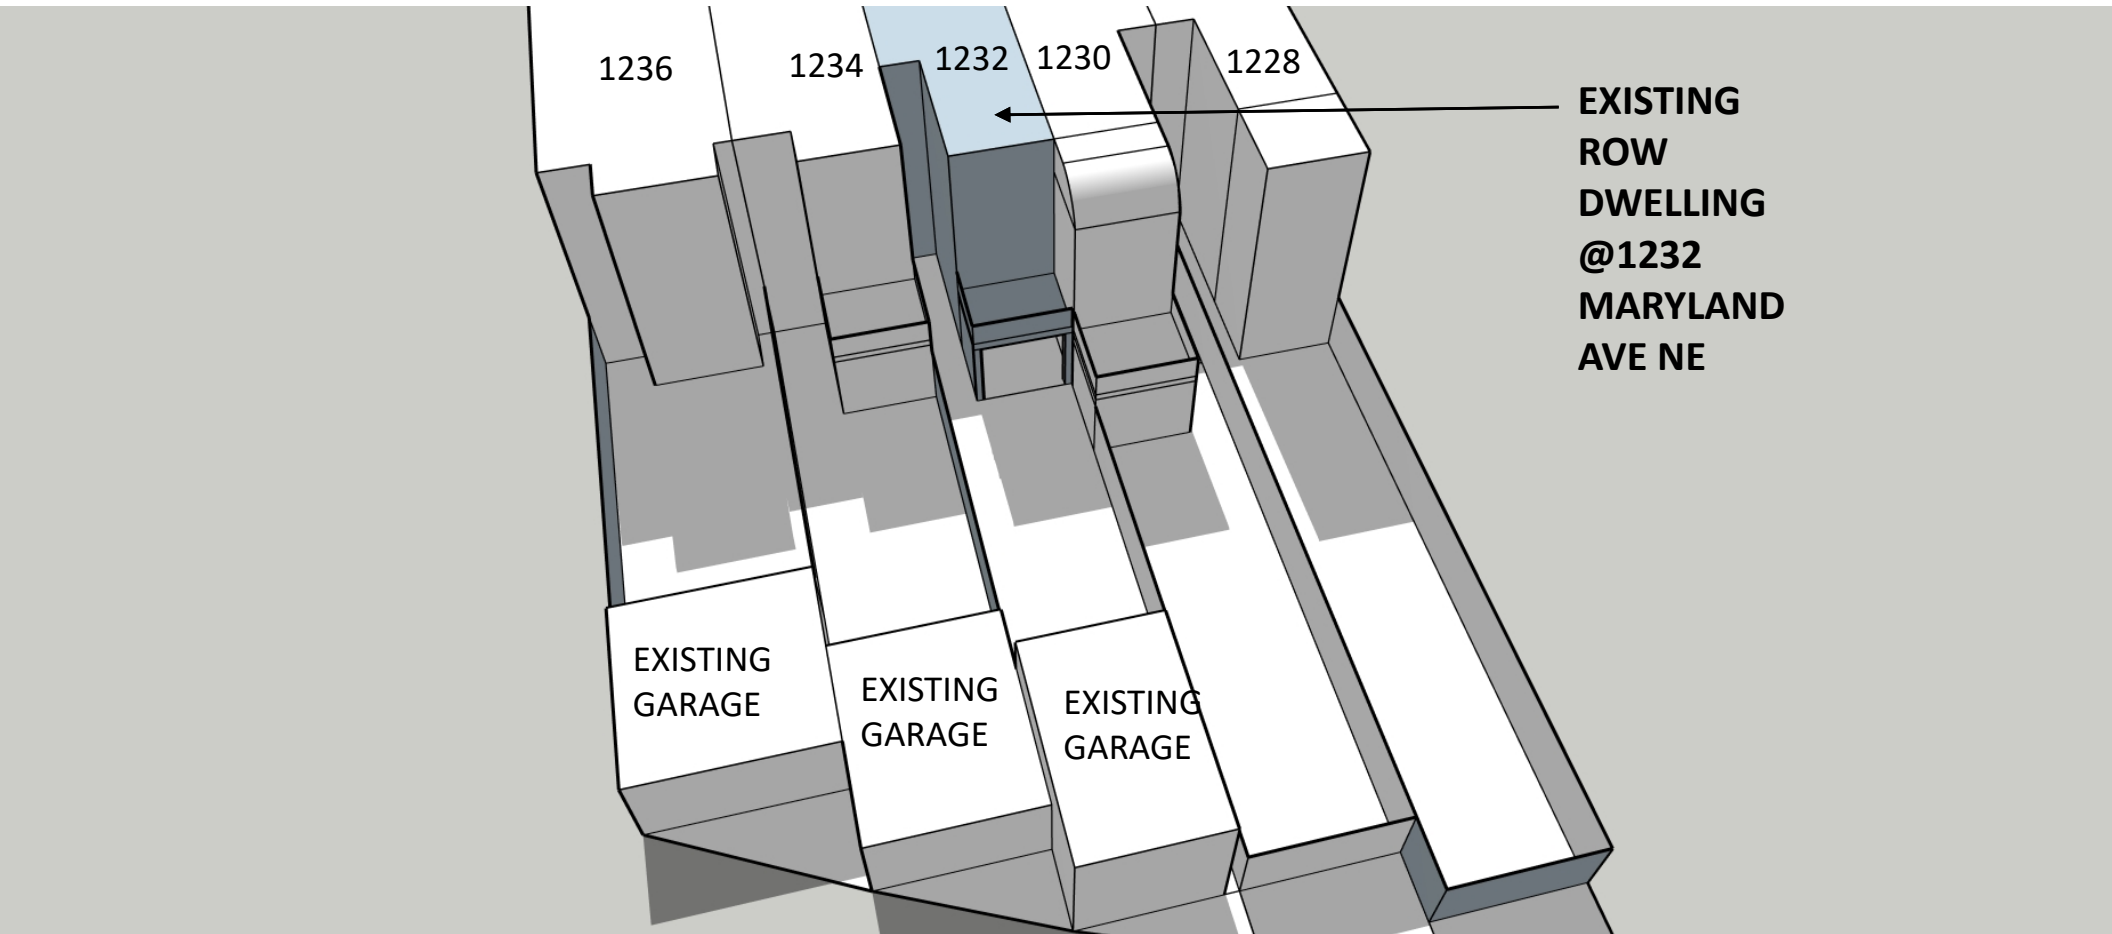 1236
1234
1232
1230
1228
EXISTING
ROW
DWELLING
@1232
MARYLAND
AVE NE
EXISTING
GARAGE
EXISTING
GARAGE
EXISTING
GARAGE